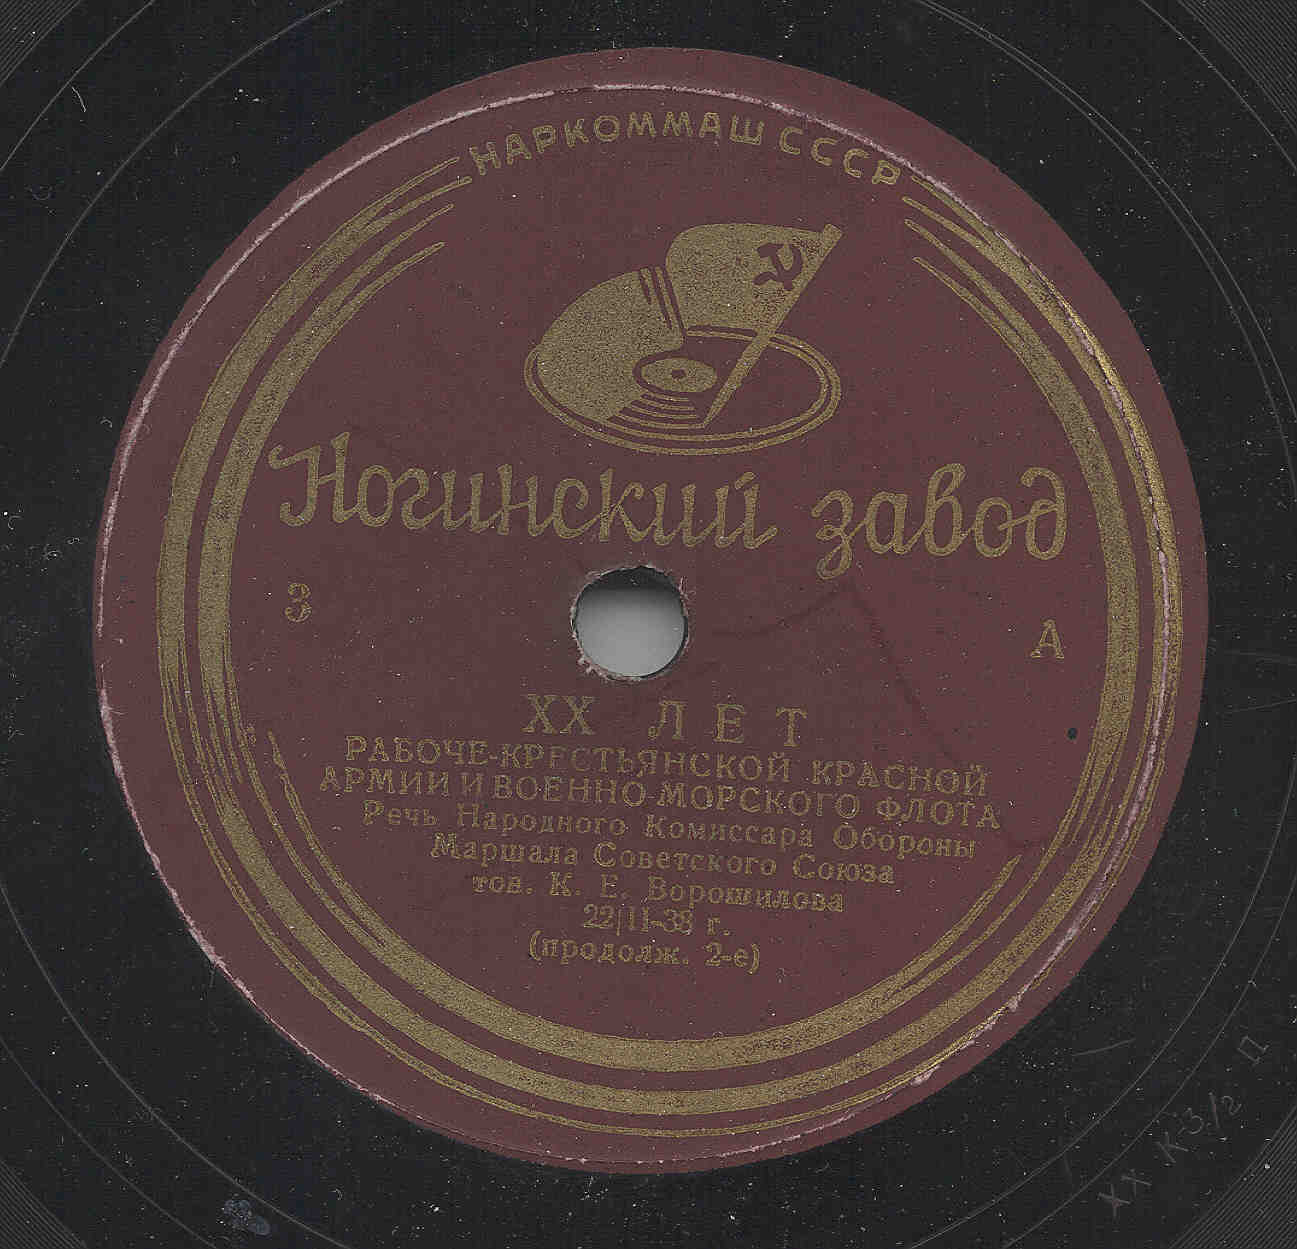 НАРКОММАШ СССР
Ногинский завод
3
А
XX ЛЕТ
РАБОЧЕ-КРЕСТЬЯНСКОЙ КРАСНОЙ
АРМИИ И ВОЕННО-МОРСКОГО ФЛОТА
Речь Народного Комиссара Обороны
Маршала Советского Союза
тов. К. Е. Ворошилова
22/II-38 г.
(продолж. 2-е)
XX К-3/2 П